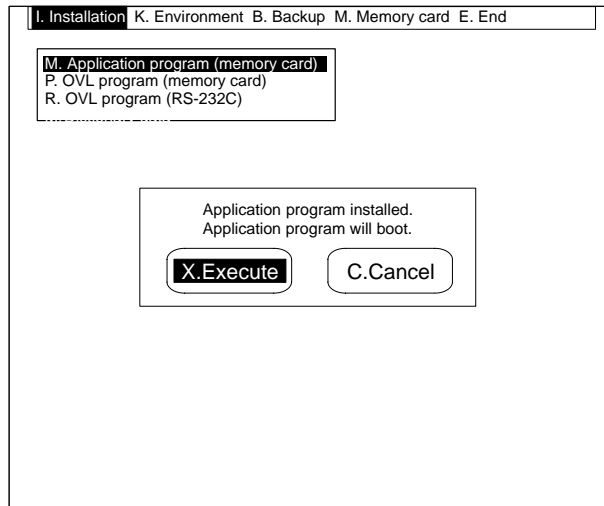 I. Installation K. Environment B. Backup M. Memory card E. End
M. Application program (memory card)
P. OVL program (memory card)
R. OVL program (RS-232C)
Application program installed.
Application program will boot.
X.Execute C.Cancel